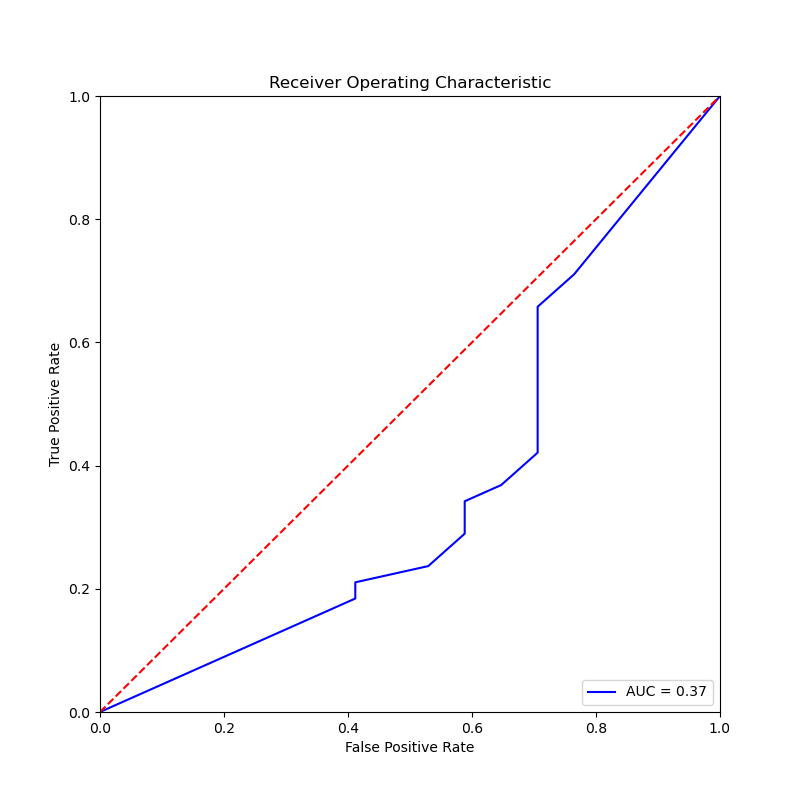 Receiver Operating Characteristic
1.0
0.8
0.6
0.4
0.2
0.0
True Positive Rate
AUC = 0.37
0.0 0.2 0.4 0.6 0.8 1.0
False Positive Rate